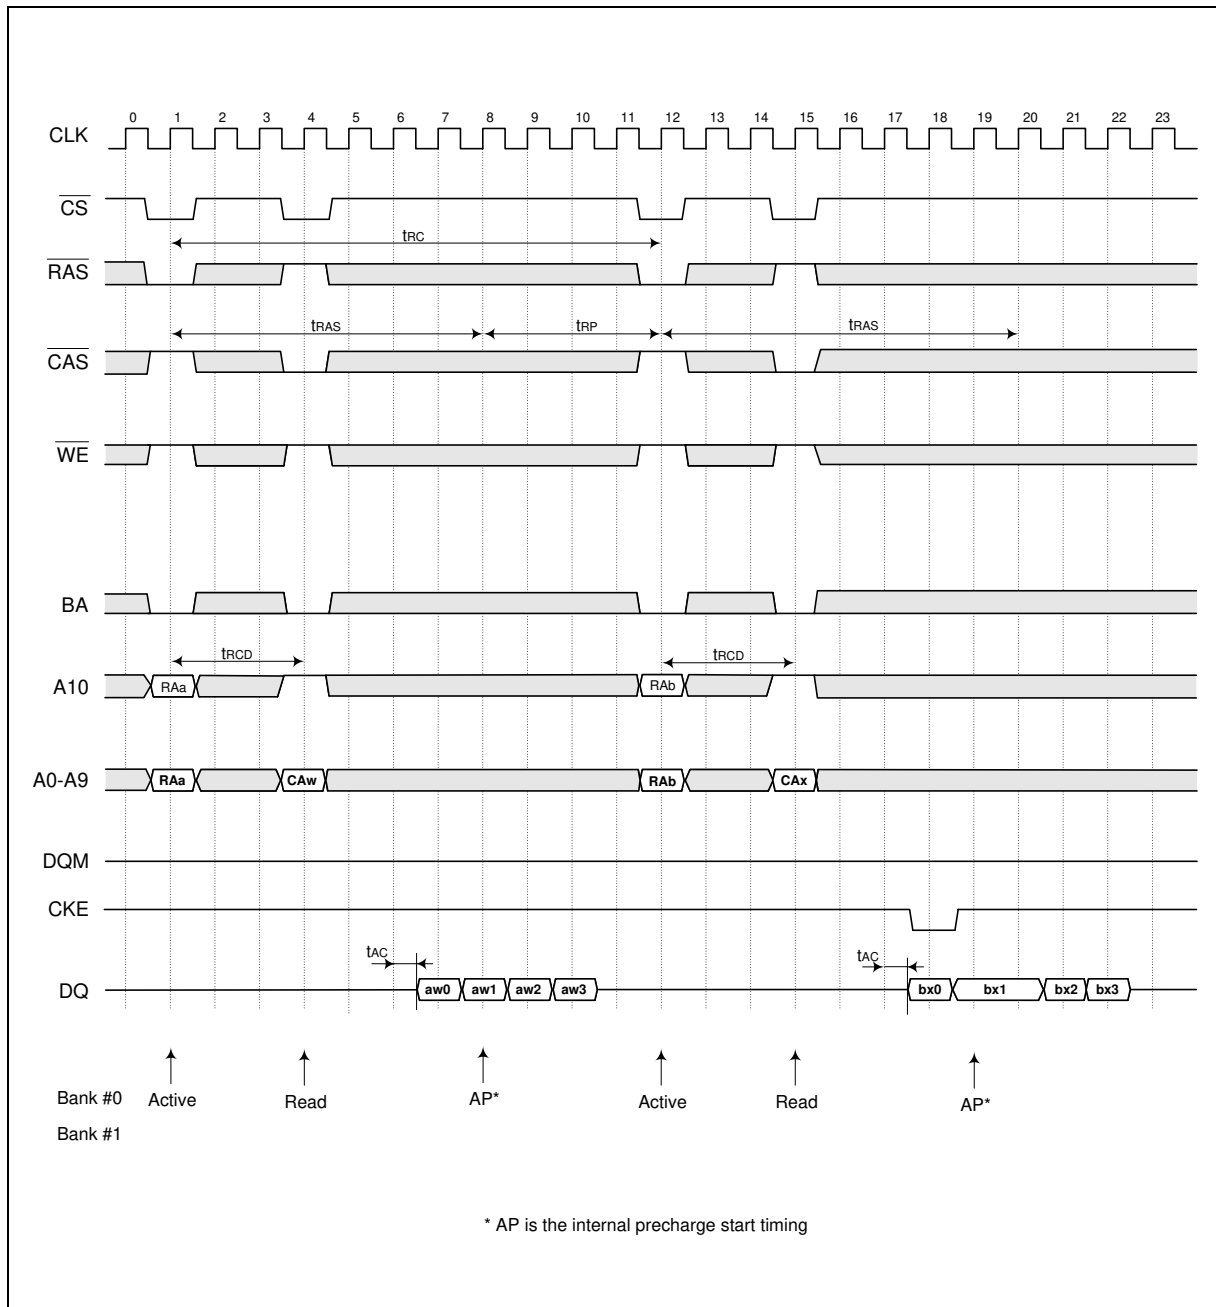 0 1 2 3 4 5 6 7 8 9 10 11 12 13 14 15 16 17 18 19 20 21 22 23
CLK
CS
tRC
RAS
tRAS tRP tRAS
CAS
WE
BA
tRCD tRCD
A10 RAa RAb
A0-A9 RAa CAw RAb CAx
DQM
CKE
tAC tAC
DQ aw0 aw1 aw2 aw3 bx0 bx1 bx2 bx3
Bank #0 Active Read AP* Active Read AP*
Bank #1
* AP is the internal precharge start timing